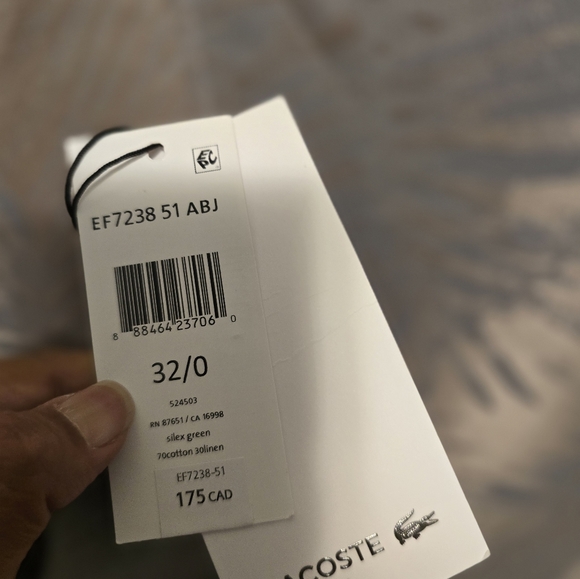 EF7238 51 ABJ
8 88464 23706 0
32/0
524503
RN 87651 / CA 16998
silex green
70cotton 30linen
EF7238-51
175 CAD
ACOSTE